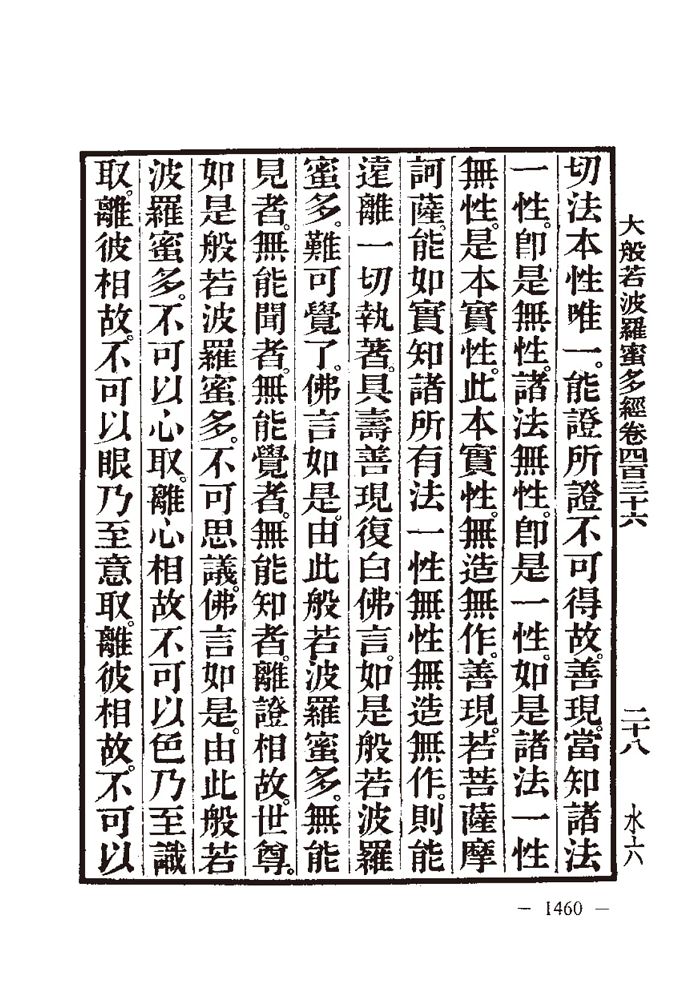 大般若波羅蜜多經卷四百三十六
二十八
水六
切法本性唯一。能證所證不可得故。善現。當知諸法
一性。卽是無性。諸法無性。卽是一性。如是諸法一性
無性。是本實性。此本實性。無造無作。善現。若菩薩摩
訶薩。能如實知諸所有法一性無性無造無作。則能
遠離一切執著。具壽善現復白佛言。如是般若波羅
蜜多。難可覺了。佛言如是。由此般若波羅蜜多。無能
見者。無能聞者。無能覺者。無能知者。離證相故。世尊。
如是般若波羅蜜多。不可思議。佛言如是。由此般若
波羅蜜多。不可以心取。離心相故不可以色乃至識
取。離彼相故。不可以眼乃至意取。離彼相故。不可以
— 1460 —